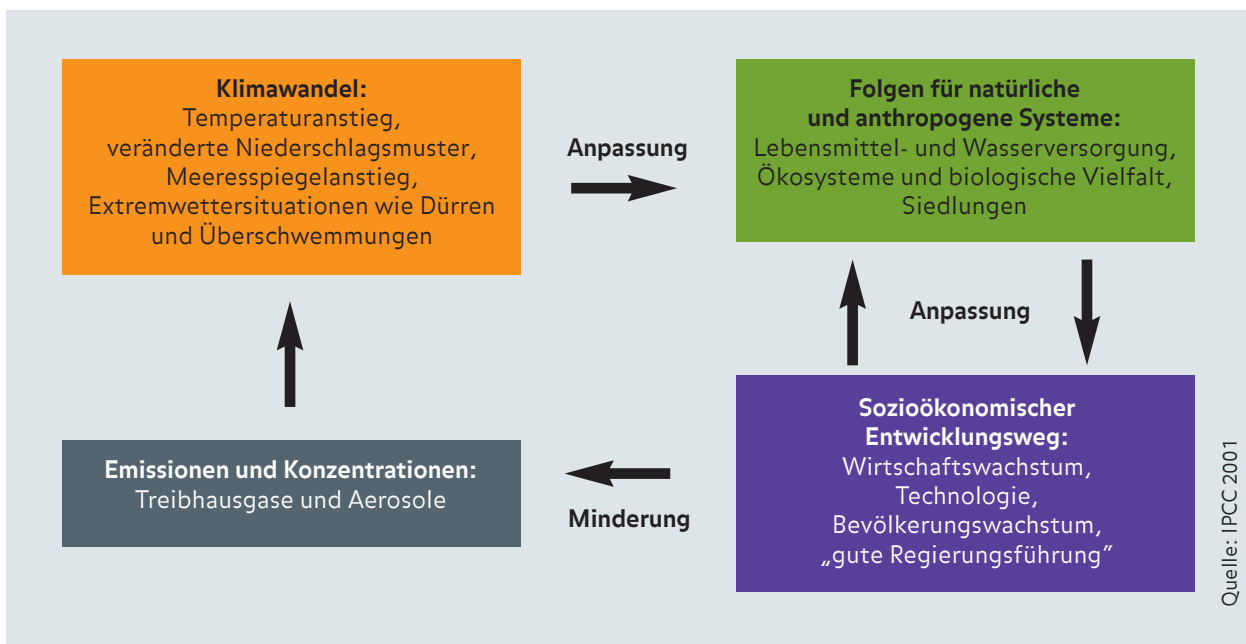 Klimawandel:
Temperaturanstieg,
veränderte Niederschlagsmuster,
Meeresspiegelanstieg,
Extremwettersituationen wie Dürren
und Überschwemmungen
Anpassung
Folgen für natürliche
und anthropogene Systeme:
Lebensmittel- und Wasserversorgung,
Ökosysteme und biologische Vielfalt,
Siedlungen
Anpassung
Sozioökonomischer
Entwicklungsweg:
Wirtschaftswachstum,
Technologie,
Bevölkerungswachstum,
„gute Regierungsführung”
Minderung
Emissionen und Konzentrationen:
Treibhausgase und Aerosole
Quelle: IPCC 2001